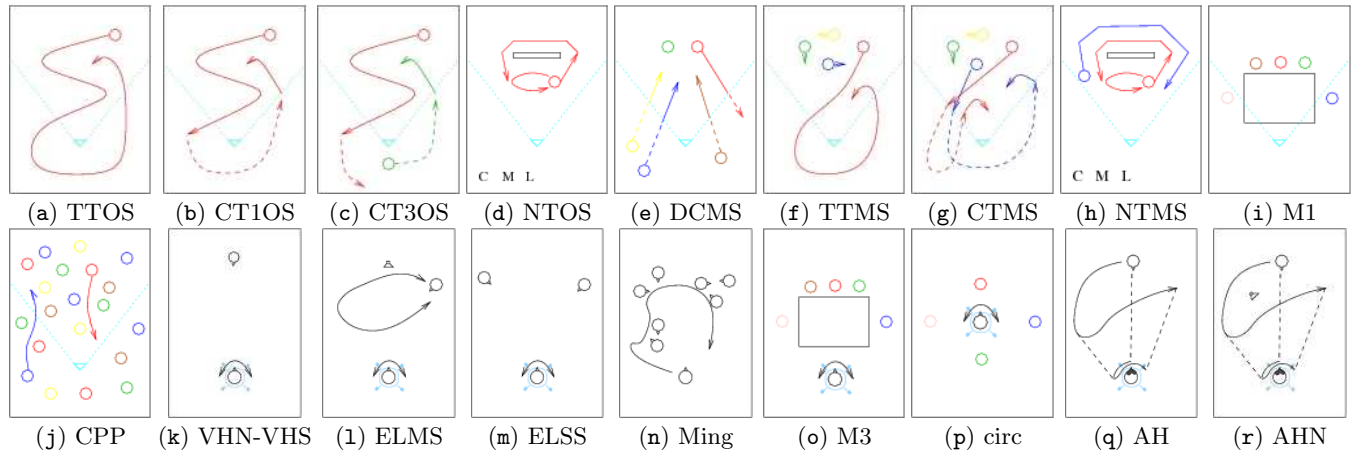 C M L
C M L
(a) TTOS (b) CT1OS (c) CT3OS (d) NTOS (e) DCMS (f) TTMS (g) CTMS (h) NTMS (i) M1
(j) CPP (k) VHN-VHS (l) ELMS (m) ELSS (n) Ming (o) M3 (p) circ (q) AH (r) AHN